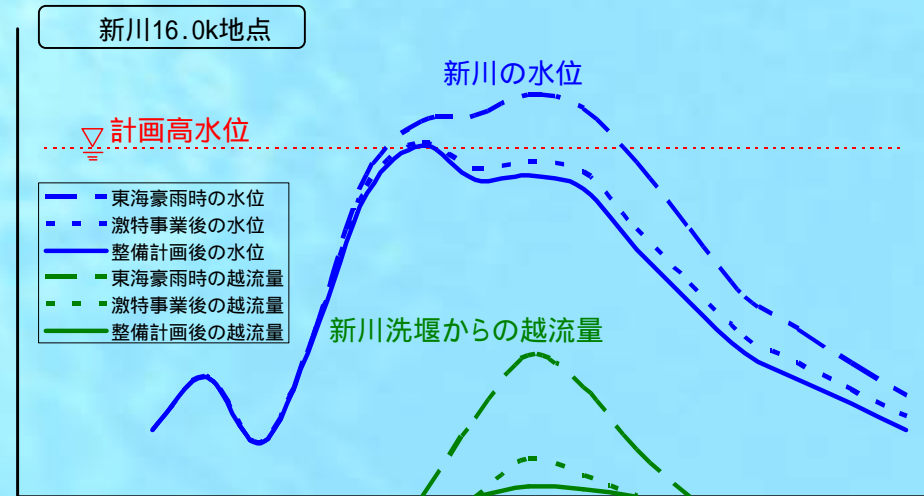 新川16.0k地点
新川の水位
計画高水位
東海豪雨時の水位
激特事業後の水位
整備計画後の水位
東海豪雨時の越流量
激特事業後の越流量
整備計画後の越流量
新川洗堰からの越流量